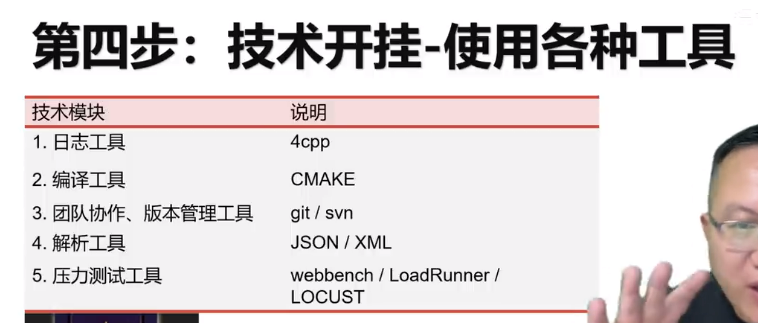 第四步：技术开挂-使用各种工具
技术模块 说明
1. 日志工具 4cpp
2. 编译工具 CMAKE
3. 团队协作、版本管理工具 git / svn
4. 解析工具 JSON / XML
5. 压力测试工具 webbench / LoadRunner /
LOCUST